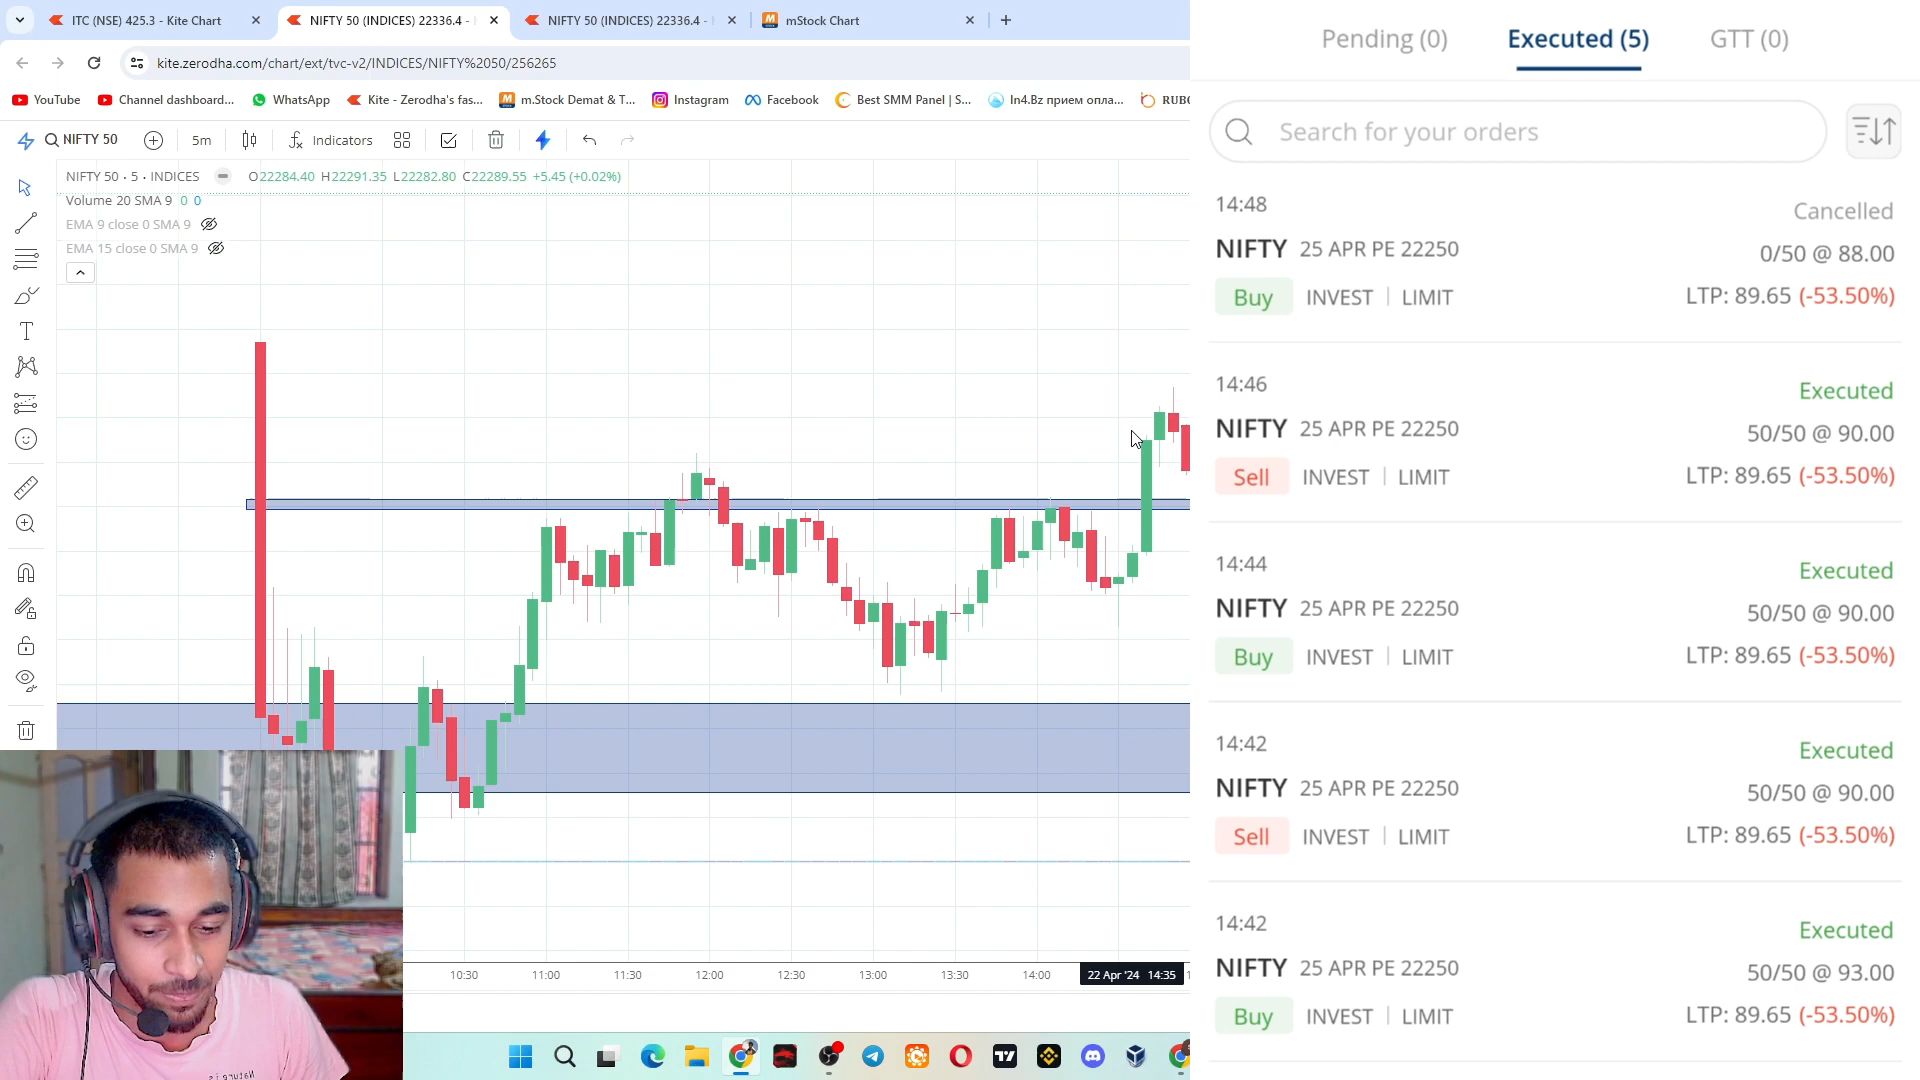 ITC (NSE) 425.3 - Kite Chart
NIFTY 50 (INDICES) 22336.4 -
NIFTY 50 (INDICES) 22336.4 -
mStock Chart
kite.zerodha.com/chart/ext/tvc-v2/INDICES/NIFTY%2050/256265
YouTube
Channel dashboard...
WhatsApp
Kite - Zerodha's fas...
m.Stock Demat & T...
Instagram
Facebook
Best SMM Panel | S...
In4.Bz прием опла...
RUBO
NIFTY 50
5m
Indicators
NIFTY 50 · 5 · INDICES
O22284.40 H22291.35 L22282.80 C22289.55 +5.45 (+0.02%)
Volume 20 SMA 9 0 0
EMA 9 close 0 SMA 9
EMA 15 close 0 SMA 9
10:30
11:00
11:30
12:00
12:30
13:00
13:30
14:00
22 Apr '24 14:35
Pending (0)
Executed (5)
GTT (0)
Search for your orders
14:48
Cancelled
NIFTY 25 APR PE 22250
0/50 @ 88.00
Buy INVEST | LIMIT
LTP: 89.65 (-53.50%)
14:46
Executed
NIFTY 25 APR PE 22250
50/50 @ 90.00
Sell INVEST | LIMIT
LTP: 89.65 (-53.50%)
14:44
Executed
NIFTY 25 APR PE 22250
50/50 @ 90.00
Buy INVEST | LIMIT
LTP: 89.65 (-53.50%)
14:42
Executed
NIFTY 25 APR PE 22250
50/50 @ 90.00
Sell INVEST | LIMIT
LTP: 89.65 (-53.50%)
14:42
Executed
NIFTY 25 APR PE 22250
50/50 @ 93.00
Buy INVEST | LIMIT
LTP: 89.65 (-53.50%)